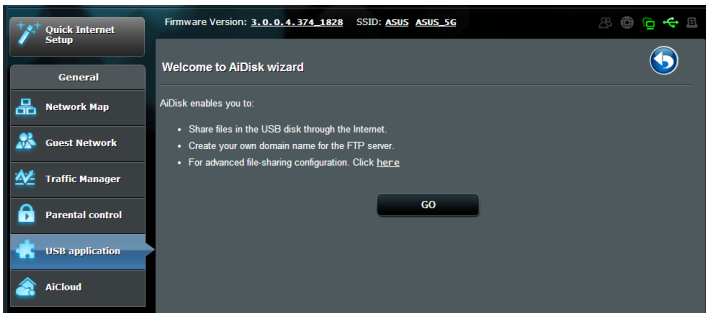 Quick Internet
Setup
Firmware Version: 3.0.0.4.374_1828 SSID: ASUS ASUS_5G
General
Network Map
Guest Network
Traffic Manager
Parental control
USB application
AiCloud
Welcome to AiDisk wizard
AiDisk enables you to:
• Share files in the USB disk through the Internet.
• Create your own domain name for the FTP server.
• For advanced file-sharing configuration. Click here
GO